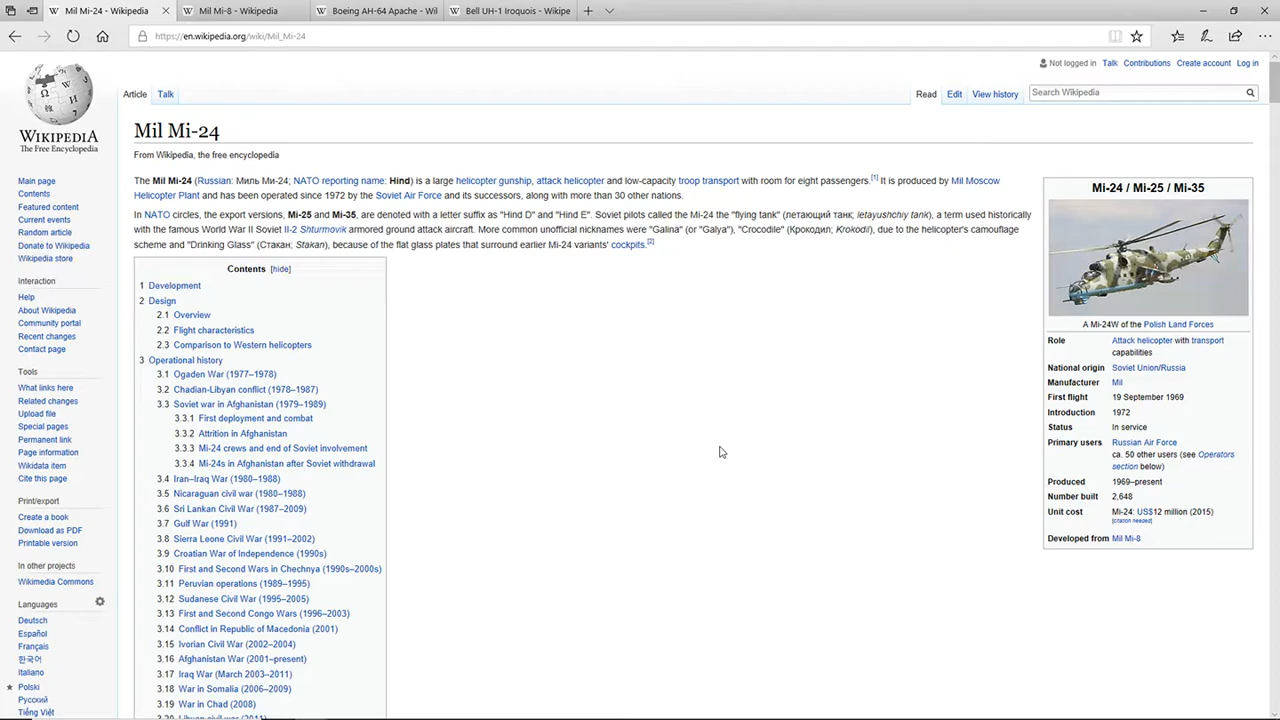 Mil Mi-24 - Wikipedia
Mil Mi-8 - Wikipedia
Boeing AH-64 Apache - Wil
Bell UH-1 Iroquois - Wikipe
https://en.wikipedia.org/wiki/Mil_Mi-24
Not logged in Talk Contributions Create account Log in
Article Talk
Read Edit View history Search Wikipedia
WIKIPEDIA
The Free Encyclopedia
Main page
Contents
Featured content
Current events
Random article
Donate to Wikipedia
Wikipedia store
Interaction
Help
About Wikipedia
Community portal
Recent changes
Contact page
Tools
What links here
Related changes
Upload file
Special pages
Permanent link
Page information
Wikidata item
Cite this page
Print/export
Create a book
Download as PDF
Printable version
In other projects
Wikimedia Commons
Languages
Deutsch
Español
Français
한국어
Italiano
Polski
Русский
Tiếng Việt
Mil Mi-24
From Wikipedia, the free encyclopedia
The Mil Mi-24 (Russian: Миль Ми-24; NATO reporting name: Hind) is a large helicopter gunship, attack helicopter and low-capacity troop transport with room for eight passengers.[1] It is produced by Mil Moscow
Helicopter Plant and has been operated since 1972 by the Soviet Air Force and its successors, along with more than 30 other nations.
In NATO circles, the export versions, Mi-25 and Mi-35, are denoted with a letter suffix as "Hind D" and "Hind E". Soviet pilots called the Mi-24 the "flying tank" (летающий танк; letayushchiy tank), a term used historically
with the famous World War II Soviet Il-2 Shturmovik armored ground attack aircraft. More common unofficial nicknames were "Galina" (or "Galya"), "Crocodile" (Крокодил; Krokodil), due to the helicopter's camouflage
scheme and "Drinking Glass" (Стакан; Stakan), because of the flat glass plates that surround earlier Mi-24 variants' cockpits.[2]
Contents [hide]
1 Development
2 Design
2.1 Overview
2.2 Flight characteristics
2.3 Comparison to Western helicopters
3 Operational history
3.1 Ogaden War (1977–1978)
3.2 Chadian-Libyan conflict (1978–1987)
3.3 Soviet war in Afghanistan (1979–1989)
3.3.1 First deployment and combat
3.3.2 Attrition in Afghanistan
3.3.3 Mi-24 crews and end of Soviet involvement
3.3.4 Mi-24s in Afghanistan after Soviet withdrawal
3.4 Iran–Iraq War (1980–1988)
3.5 Nicaraguan civil war (1980–1988)
3.6 Sri Lankan Civil War (1987–2009)
3.7 Gulf War (1991)
3.8 Sierra Leone Civil War (1991–2002)
3.9 Croatian War of Independence (1990s)
3.10 First and Second Wars in Chechnya (1990s–2000s)
3.11 Peruvian operations (1989–1995)
3.12 Sudanese Civil War (1995–2005)
3.13 First and Second Congo Wars (1996–2003)
3.14 Conflict in Republic of Macedonia (2001)
3.15 Ivorian Civil War (2002–2004)
3.16 Afghanistan War (2001–present)
3.17 Iraq War (March 2003–2011)
3.18 War in Somalia (2006–2009)
3.19 War in Chad (2008)
3.20 Libyan civil war (2011)
Mi-24 / Mi-25 / Mi-35
A Mi-24W of the Polish Land Forces
Role Attack helicopter with transport
capabilities
National origin Soviet Union/Russia
Manufacturer Mil
First flight 19 September 1969
Introduction 1972
Status In service
Primary users Russian Air Force
ca. 50 other users (see Operators
section below)
Produced 1969–present
Number built 2,648
Unit cost Mi-24: US$12 million (2015)
[citation needed]
Developed from Mil Mi-8